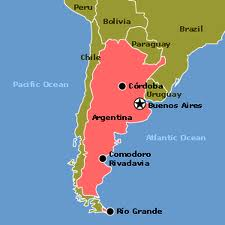 Peru
Bolivia
Brazil
Paraguay
Pacific Ocean
Chile
Córdoba
Uruguay
Buenos Aires
Argentina
Atlantic Ocean
Comodoro
Rivadavia
Río Grande